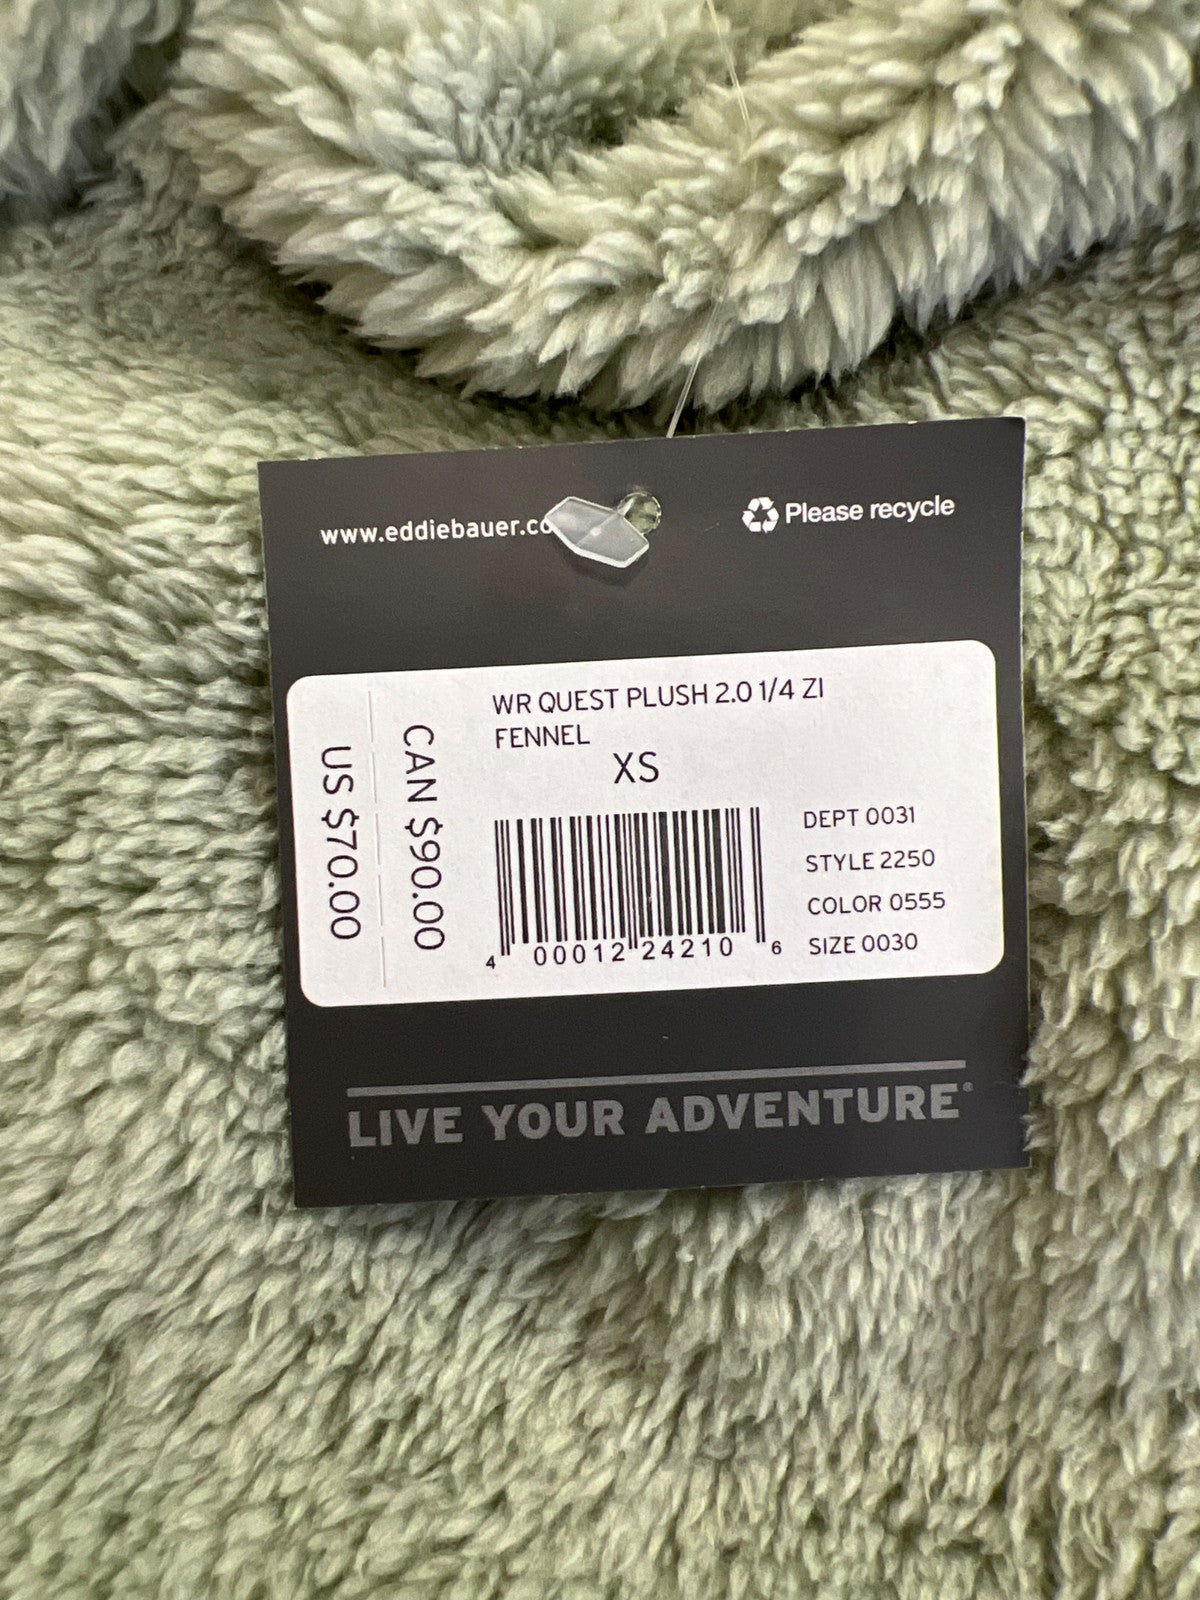 www.eddiebauer.co
Please recycle
WR QUEST PLUSH 2.0 1/4 ZI
FENNEL
XS
CAN $90.00
US $70.00
DEPT 0031
STYLE 2250
COLOR 0555
SIZE 0030
4 00012 24210 6
LIVE YOUR ADVENTURE®